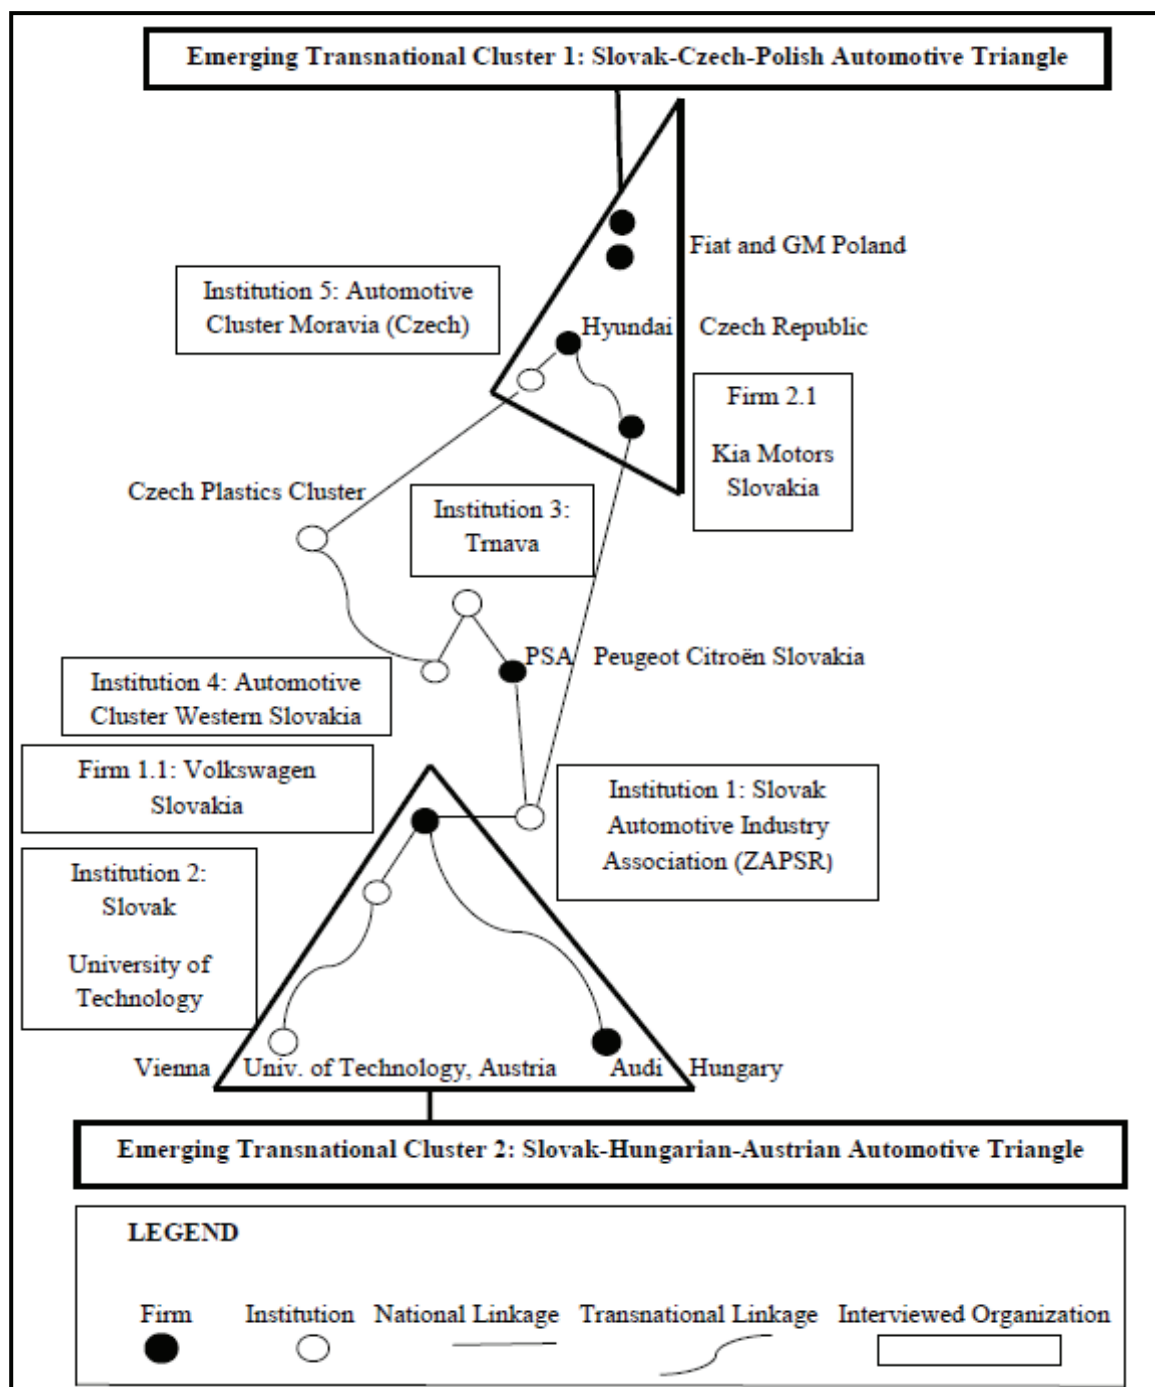 Emerging Transnational Cluster 1: Slovak-Czech-Polish Automotive Triangle
Fiat and GM Poland
Institution 5: Automotive
Cluster Moravia (Czech)
Hyundai Czech Republic
Firm 2.1
Kia Motors
Slovakia
Czech Plastics Cluster
Institution 3:
Trnava
PSA Peugeot Citroën Slovakia
Institution 4: Automotive
Cluster Western Slovakia
Firm 1.1: Volkswagen
Slovakia
Institution 1: Slovak
Automotive Industry
Association (ZAPSR)
Institution 2:
Slovak
University of
Technology
Vienna Univ. of Technology, Austria Audi Hungary
Emerging Transnational Cluster 2: Slovak-Hungarian-Austrian Automotive Triangle
LEGEND
Firm Institution National Linkage Transnational Linkage Interviewed Organization